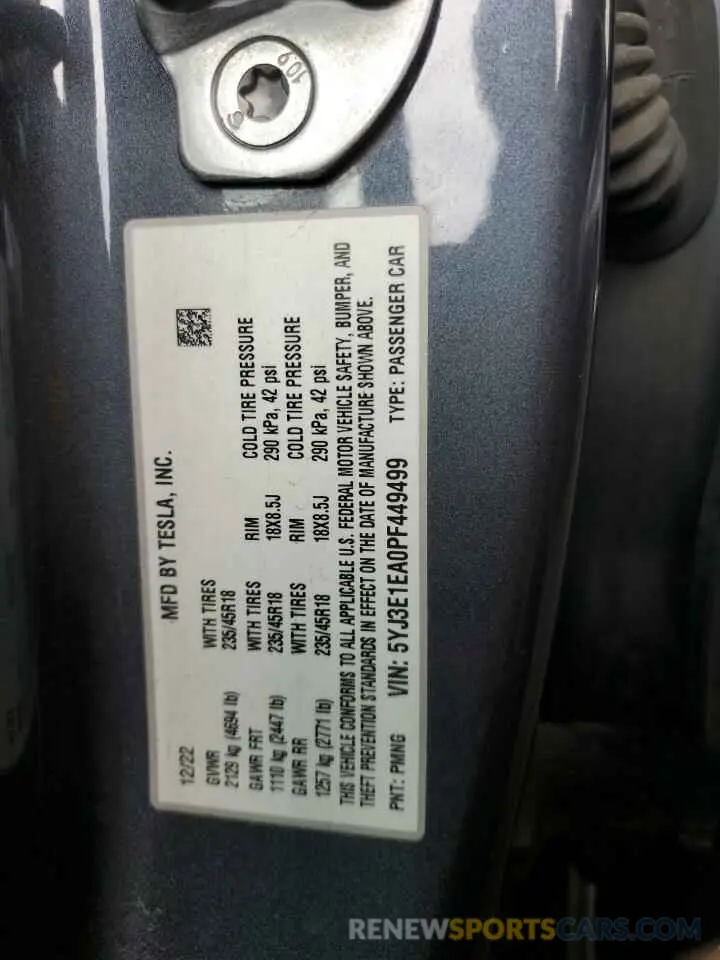 10.9
MFD BY TESLA, INC.
12/22
GVWR WITH TIRES
2129 kg (4694 lb) 235/45R18
GAWR FRT WITH TIRES RIM COLD TIRE PRESSURE
1110 kg (2447 lb) 235/45R18 18X8.5J 290 kPa, 42 psi
GAWR RR WITH TIRES RIM COLD TIRE PRESSURE
1257 kg (2771 lb) 235/45R18 18X8.5J 290 kPa, 42 psi
THIS VEHICLE CONFORMS TO ALL APPLICABLE U.S. FEDERAL MOTOR VEHICLE SAFETY, BUMPER, AND
THEFT PREVENTION STANDARDS IN EFFECT ON THE DATE OF MANUFACTURE SHOWN ABOVE.
PNT: PMNG VIN: 5YJ3E1EA0PF449499 TYPE: PASSENGER CAR
RENEWSPORTSCARS.COM